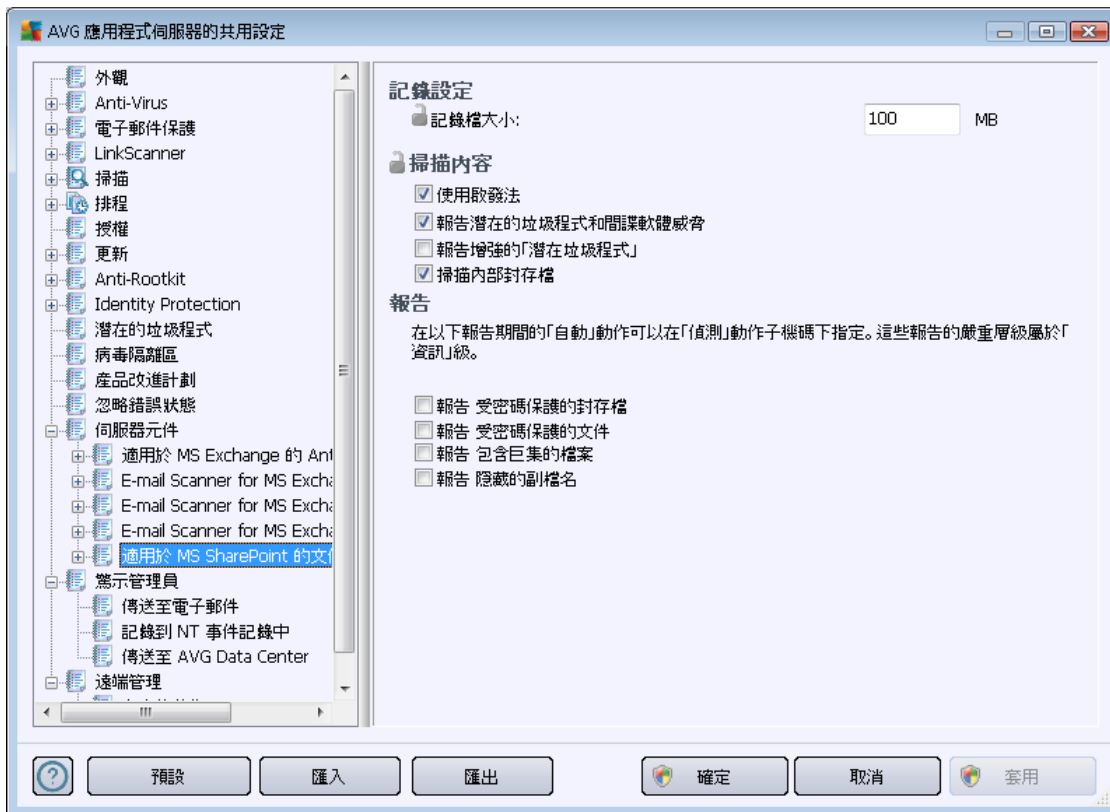 AVG 應用程式伺服器的共用設定
外觀
Anti-Virus
電子郵件保護
LinkScanner
掃描
排程
授權
更新
Anti-Rootkit
Identity Protection
潛在的垃圾程式
病毒隔離區
產品改進計劃
忽略錯誤狀態
伺服器元件
適用於 MS Exchange 的 Ant
E-mail Scanner for MS Excha
E-mail Scanner for MS Excha
E-mail Scanner for MS Excha
適用於 MS SharePoint 的文件
警示管理員
傳送至電子郵件
記錄到 NT 事件記錄中
傳送至 AVG Data Center
遠端管理
記錄設定
記錄檔大小:
100 MB
掃描內容
使用啟發法
報告潛在的垃圾程式和間諜軟體威脅
報告增強的「潛在垃圾程式」
掃描內部封存檔
報告
在以下報告期間的「自動」動作可以在「偵測」動作子機碼下指定。這些報告的嚴重層級屬於「
資訊」級。
報告 受密碼保護的封存檔
報告 受密碼保護的文件
報告 包含巨集的檔案
報告 隱藏的副檔名
?
預設
匯入
匯出
確定
取消
套用